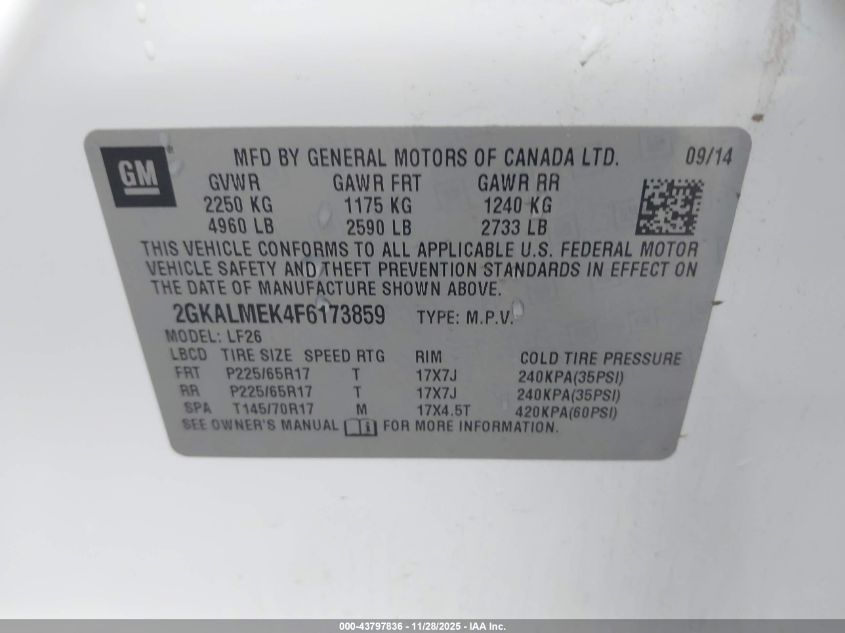 GM ® MFD BY GENERAL MOTORS OF CANADA LTD. 09/14
GVWR GAWR FRT GAWR RR
2250 KG 1175 KG 1240 KG
4960 LB 2590 LB 2733 LB
THIS VEHICLE CONFORMS TO ALL APPLICABLE U.S. FEDERAL MOTOR
VEHICLE SAFETY AND THEFT PREVENTION STANDARDS IN EFFECT ON
THE DATE OF MANUFACTURE SHOWN ABOVE.
2GKALMEK4F6173859 TYPE: M.P.V.
MODEL: LF26
LBCD TIRE SIZE SPEED RTG RIM COLD TIRE PRESSURE
FRT P225/65R17 T 17X7J 240KPA(35PSI)
RR P225/65R17 T 17X7J 240KPA(35PSI)
SPA T145/70R17 M 17X4.5T 420KPA(60PSI)
SEE OWNER'S MANUAL FOR MORE INFORMATION.
000-43797836 - 11/28/2025 - IAA Inc.